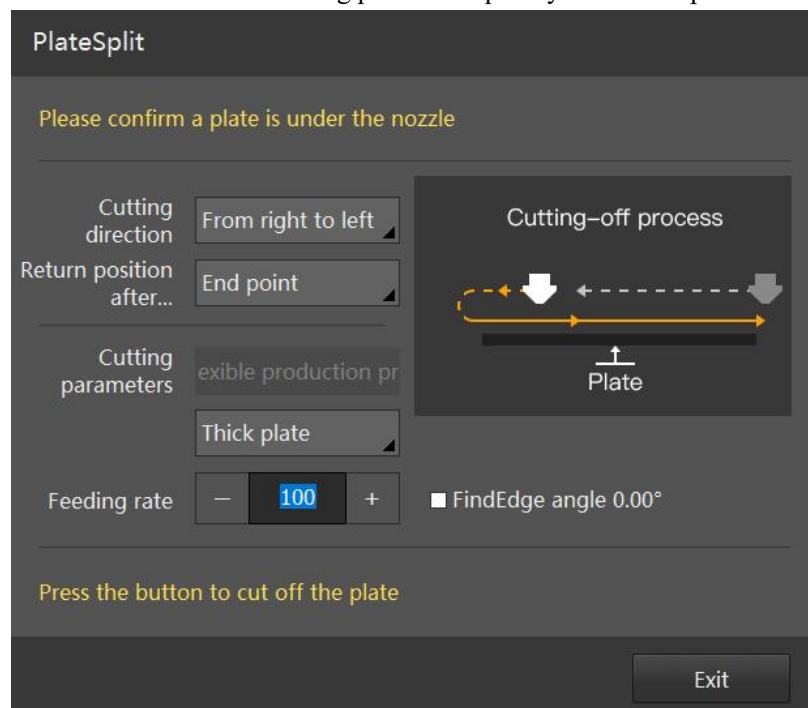 PlateSplit
Please confirm a plate is under the nozzle
Cutting direction
From right to left
Return position after...
End point
Cutting-off process
Plate
Cutting parameters
exible production pr
Thick plate
Feeding rate
−
100
+
FindEdge angle 0.00°
Press the button to cut off the plate
Exit